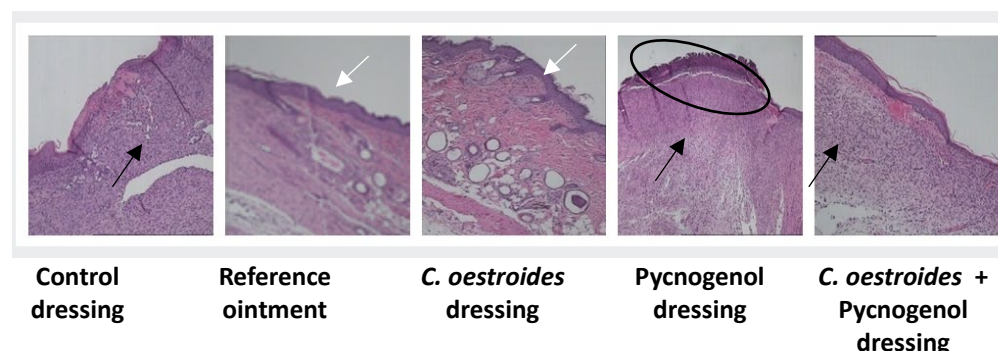 Control
dressing
Reference
ointment
C. oestroides
dressing
Pycnogenol
dressing
C. oestroides +
Pycnogenol
dressing